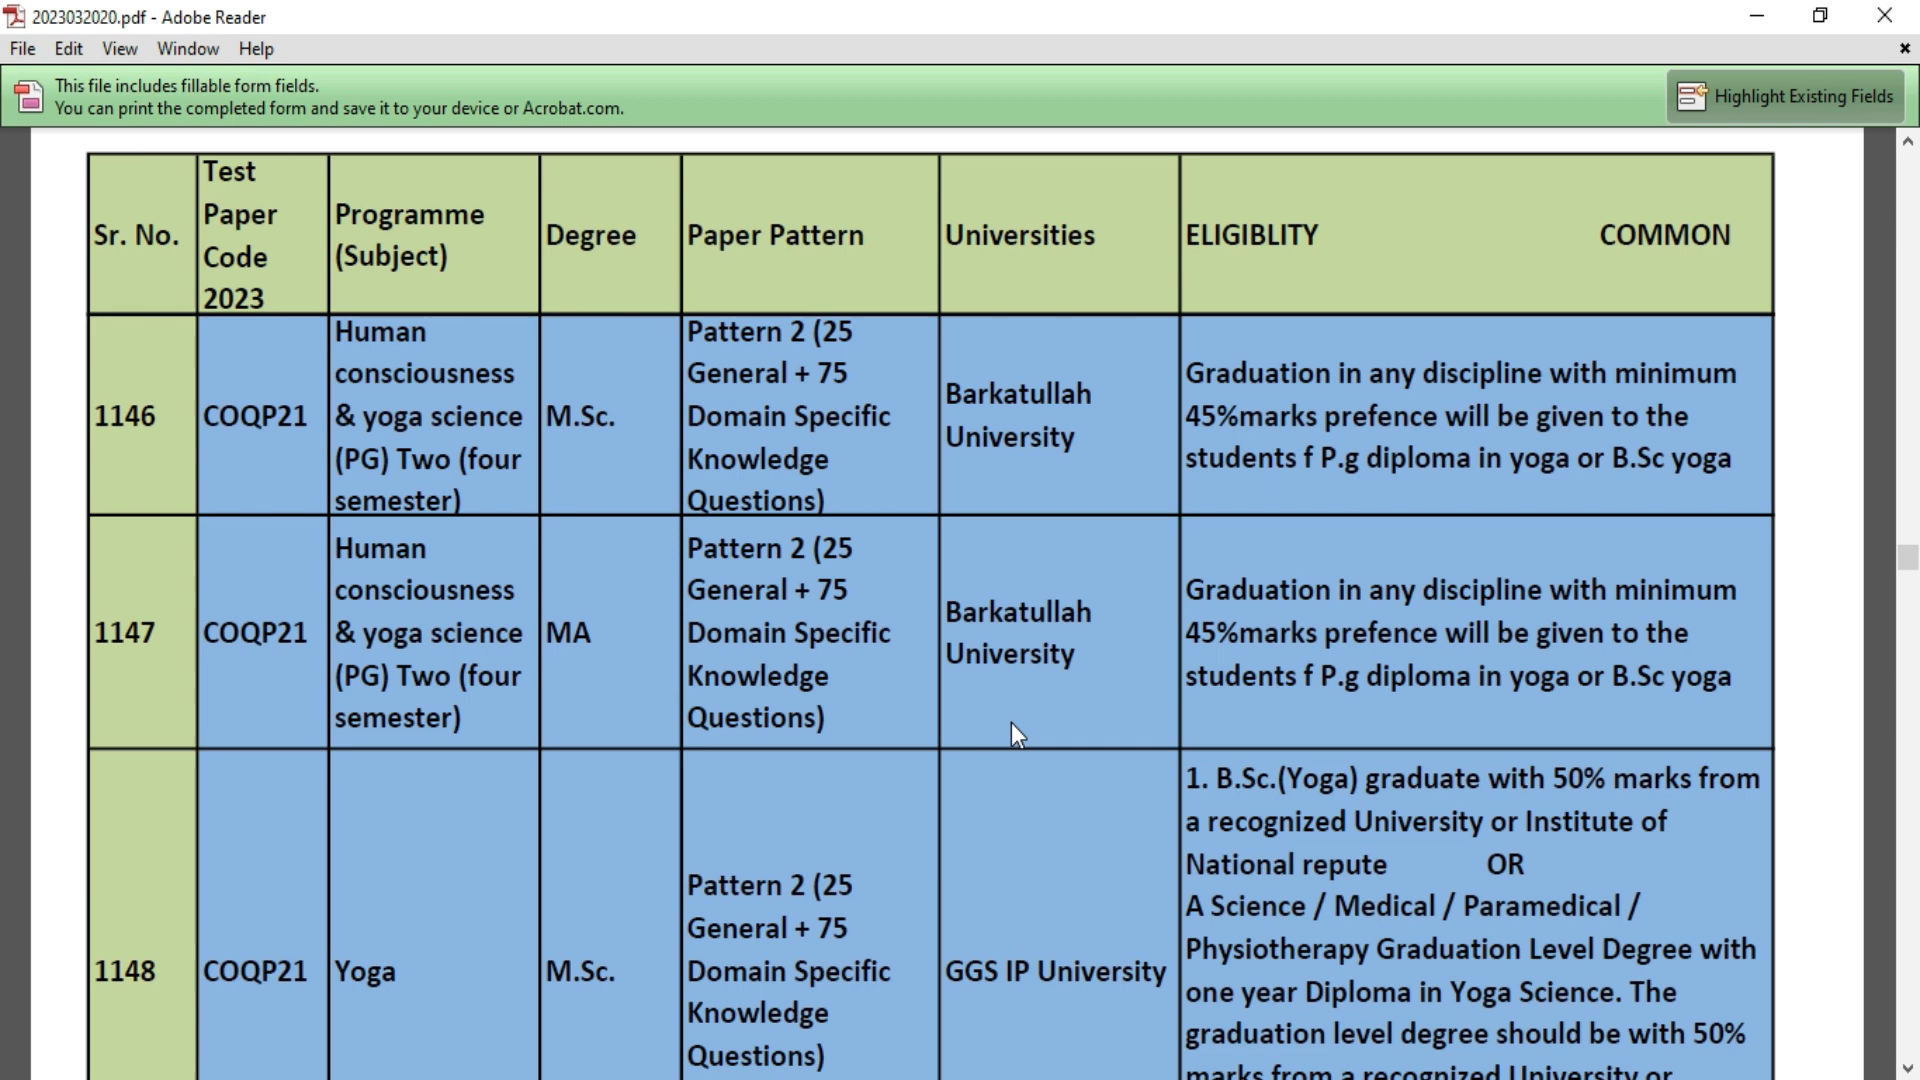 2023032020.pdf - Adobe Reader
File Edit View Window Help
This file includes fillable form fields.
You can print the completed form and save it to your device or Acrobat.com.
Highlight Existing Fields
Sr. No.
Test
Paper
Code
2023
Programme
(Subject)
Degree
Paper Pattern
Universities
ELIGIBLITY COMMON
1146
COQP21
Human
consciousness
& yoga science
(PG) Two (four
semester)
M.Sc.
Pattern 2 (25
General + 75
Domain Specific
Knowledge
Questions)
Barkatullah
University
Graduation in any discipline with minimum
45%marks prefence will be given to the
students f P.g diploma in yoga or B.Sc yoga
1147
COQP21
Human
consciousness
& yoga science
(PG) Two (four
semester)
MA
Pattern 2 (25
General + 75
Domain Specific
Knowledge
Questions)
Barkatullah
University
Graduation in any discipline with minimum
45%marks prefence will be given to the
students f P.g diploma in yoga or B.Sc yoga
1148
COQP21
Yoga
M.Sc.
Pattern 2 (25
General + 75
Domain Specific
Knowledge
Questions)
GGS IP University
1. B.Sc.(Yoga) graduate with 50% marks from
a recognized University or Institute of
National repute OR
A Science / Medical / Paramedical /
Physiotherapy Graduation Level Degree with
one year Diploma in Yoga Science. The
graduation level degree should be with 50%
marks from a recognized University or